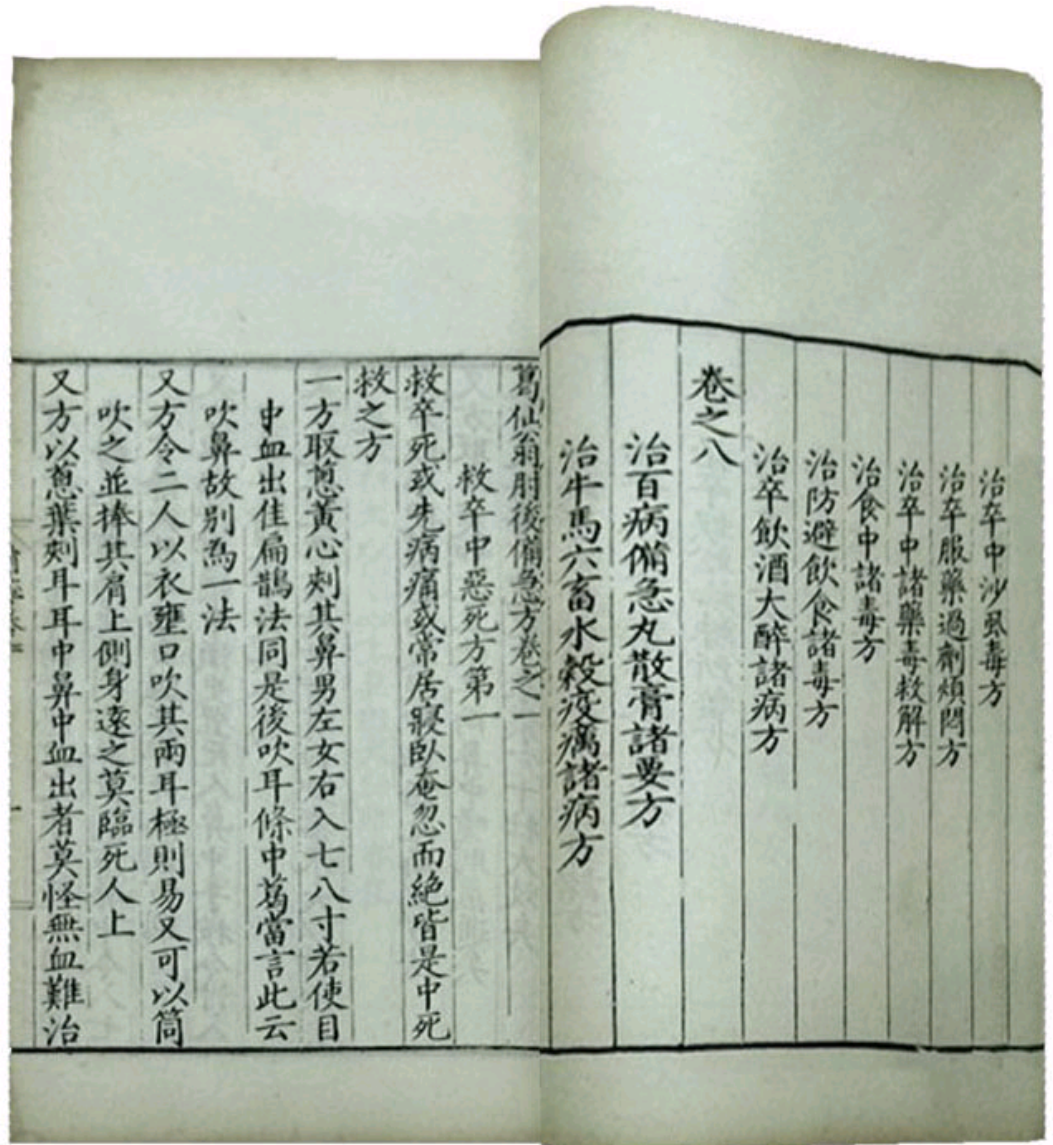 治卒中沙虱毒方
治卒服藥過劑煩悶方
治卒中諸藥毒救解方
治食中諸毒方
治防避飲食諸毒方
治卒飲酒大醉諸病方
卷之八
治百病備急丸散膏諸要方
治牛馬六畜水穀疫癘諸病方
葛仙翁肘後備急方卷之一
救卒中惡死方第一
救卒死或先病痛或常居寢臥奄忽而絕皆是中死
救之方
一方取葱黃心刺其鼻男左女右入七八寸若使目
中血出佳扁鵲法同是後吹耳條中葛當言此云
吹鼻故別為一法
又方令二人以衣壅口吹其兩耳極則易又可以筒
吹之並捧其肩上側身遠之莫臨死人上
又方以葱葉刺耳耳中鼻中血出者莫怪無血難治